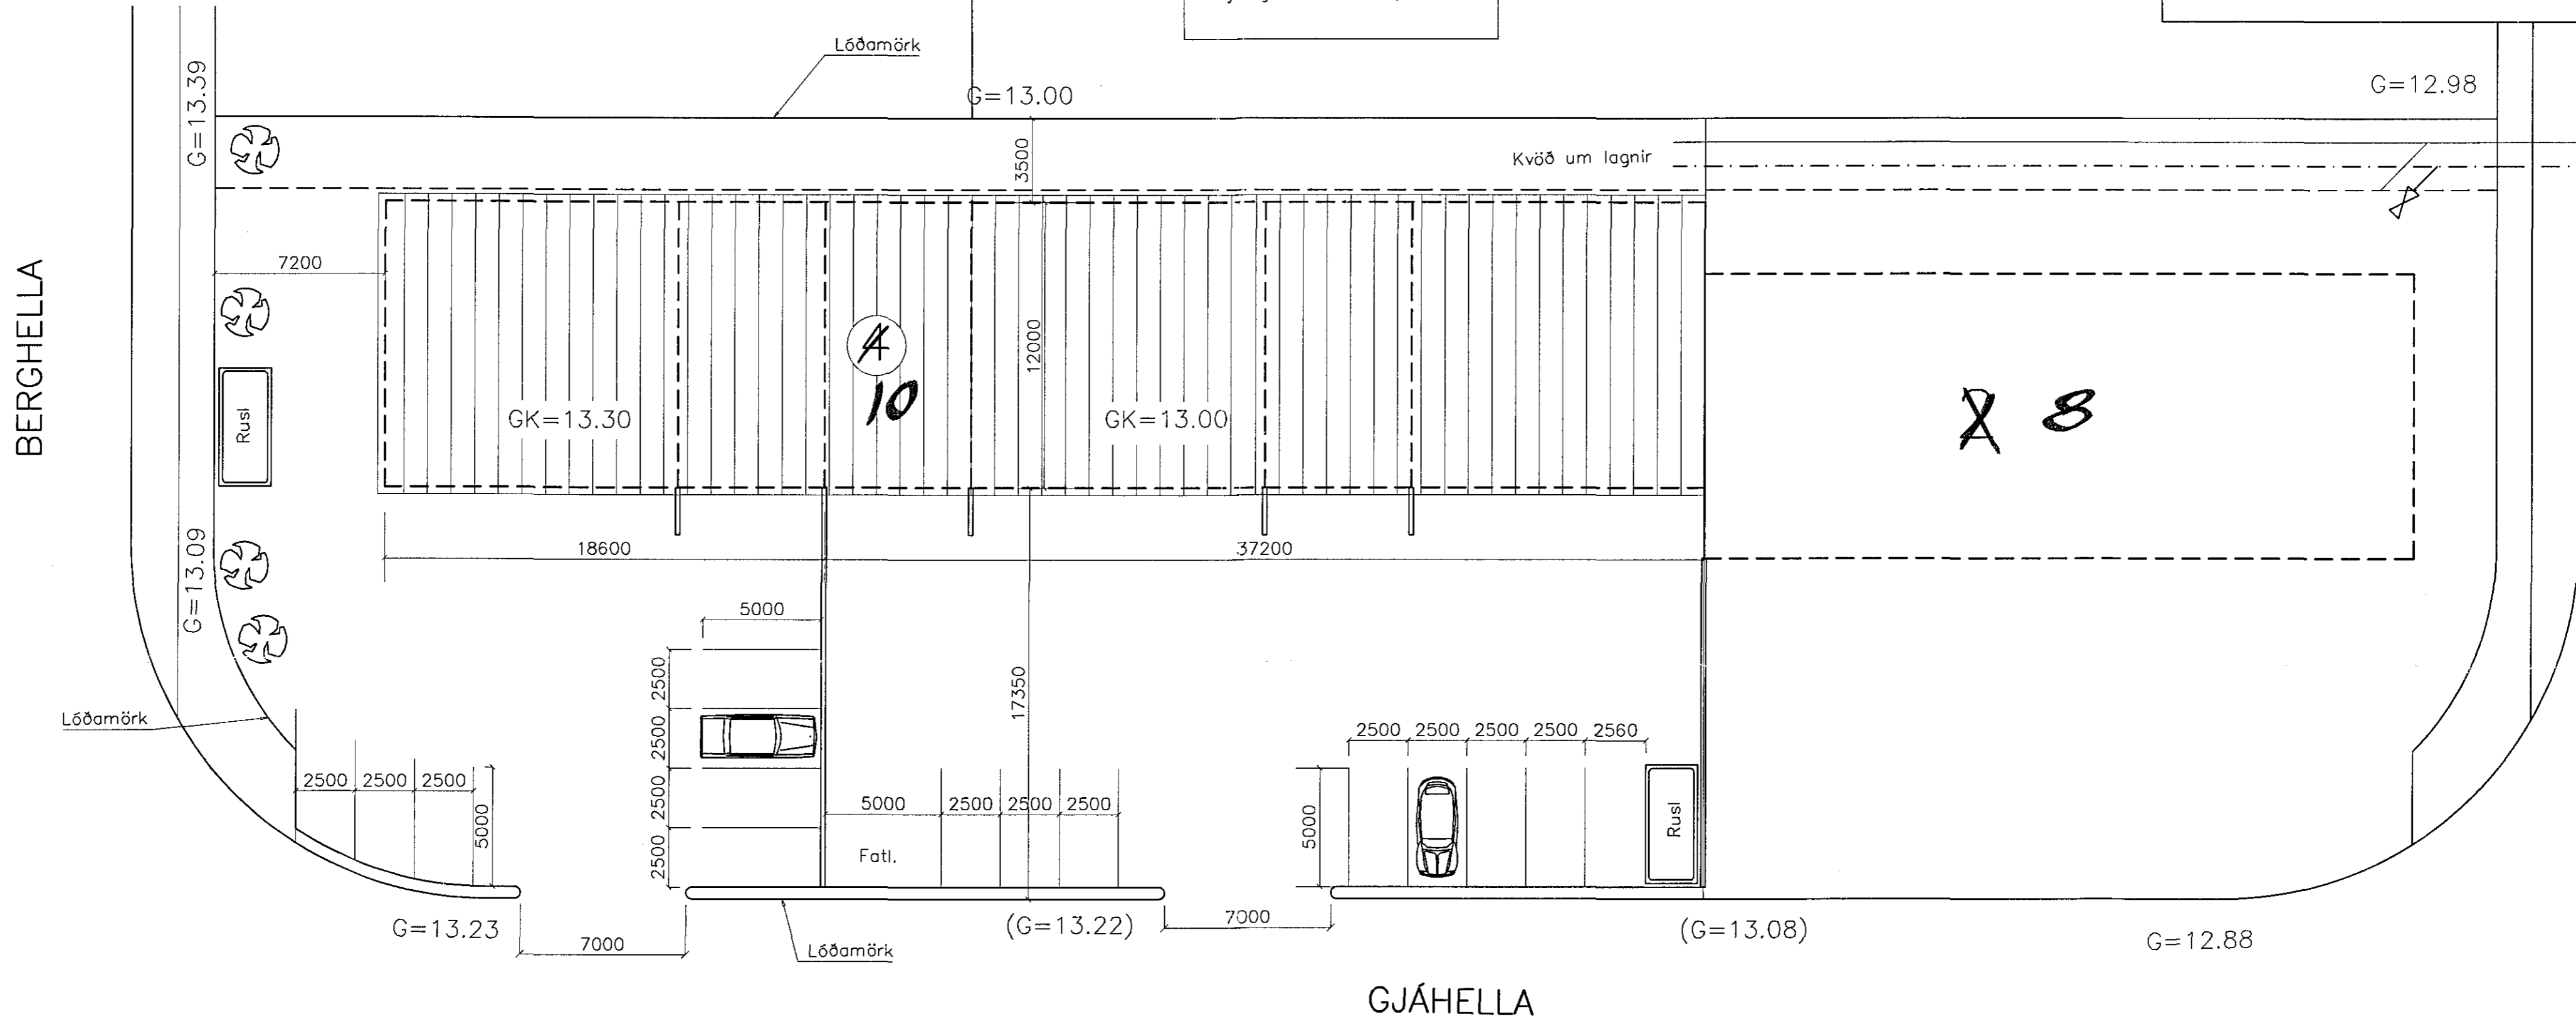 Lóðamörk
G=13.39
G=13.00
G=12.98
3500
Kvöð um lagnir
7200
BERGHELLA
12000
10
8
Rusl
GK=13.30
GK=13.00
G=13.09
18600
37200
5000
2500
2500
2500
2500
17350
Lóðamörk
2500 2500 2500
5000
5000 2500 2500 2500
Fatl.
2500 2500 2500 2500 2560
5000
Rusl
G=13.23
7000
Lóðamörk
(G=13.22)
7000
(G=13.08)
G=12.88
GJÁHELLA